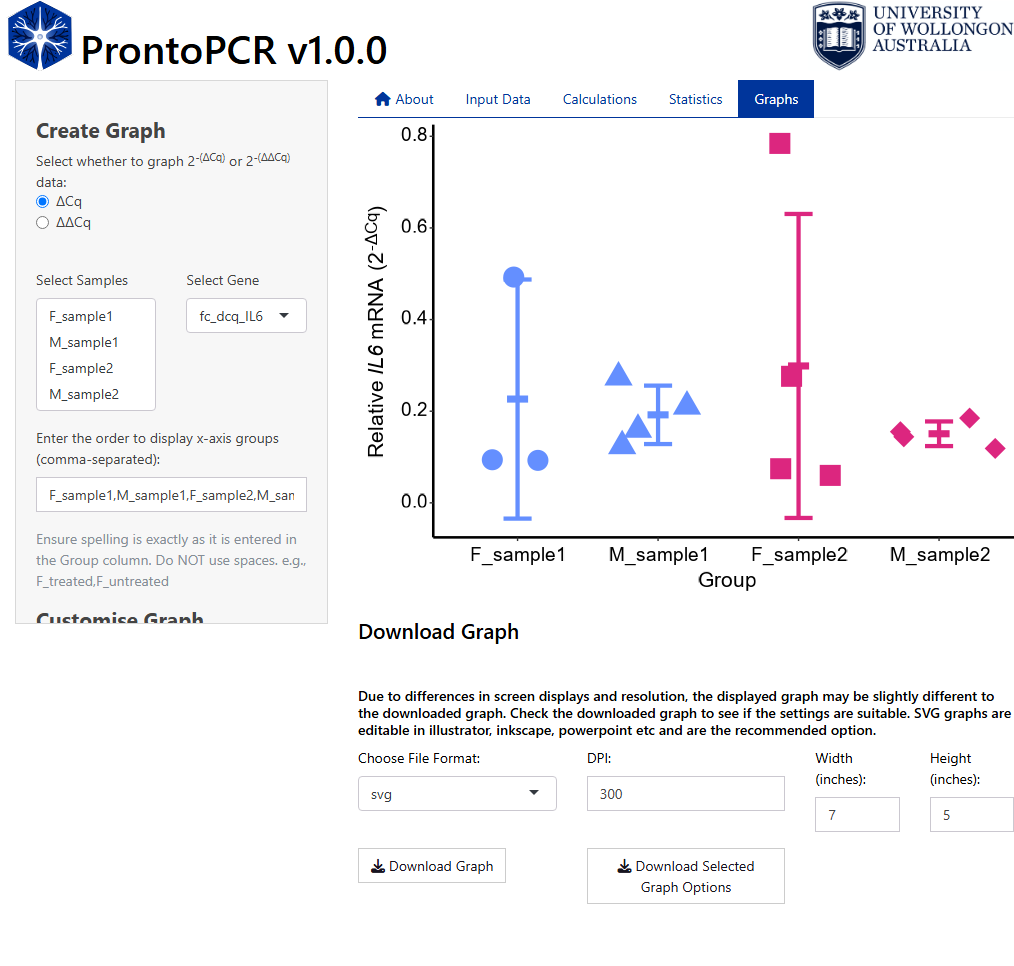 ProntoPCR v1.0.0
UNIVERSITY
OF WOLLONGONG
AUSTRALIA
About
Input Data
Calculations
Statistics
Graphs
Create Graph
Select whether to graph 2-(ΔCq) or 2-(ΔΔCq)
data:
ΔCq
ΔΔCq
Select Samples
F_sample1
M_sample1
F_sample2
M_sample2
Select Gene
fc_dcq_IL6
Enter the order to display x-axis groups
(comma-separated):
F_sample1,M_sample1,F_sample2,M_sam
Ensure spelling is exactly as it is entered in
the Group column. Do NOT use spaces. e.g.,
F_treated,F_untreated
Customise Graph
Relative IL6 mRNA (2-ΔCq)
0.8
0.6
0.4
0.2
0.0
F_sample1
M_sample1
F_sample2
M_sample2
Group
Download Graph
Due to differences in screen displays and resolution, the displayed graph may be slightly different to
the downloaded graph. Check the downloaded graph to see if the settings are suitable. SVG graphs are
editable in illustrator, inkscape, powerpoint etc and are the recommended option.
Choose File Format:
svg
DPI:
300
Width
(inches):
7
Height
(inches):
5
Download Graph
Download Selected
Graph Options